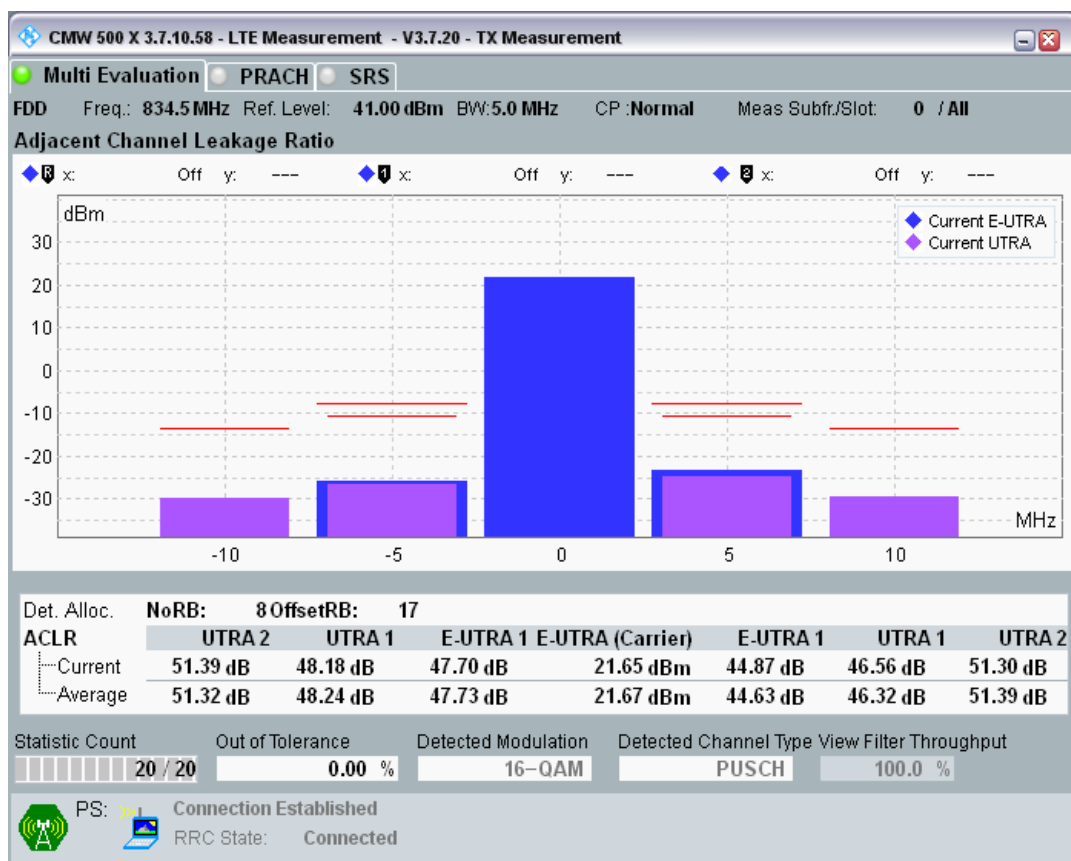 CMW 500 X 3.7.10.58 - LTE Measurement - V3.7.20 - TX Measurement
Multi Evaluation PRACH SRS
FDD Freq.: 834.5 MHz Ref. Level: 41.00 dBm BW:5.0 MHz CP :Normal Meas Subfr./Slot: 0 / All
Adjacent Channel Leakage Ratio
R x: Off y: --- 1 x: Off y: --- 2 x: Off y: ---
dBm
Current E-UTRA
Current UTRA
30
20
10
0
-10
-20
-30
MHz
-10 -5 0 5 10
Det. Alloc. NoRB: 8 OffsetRB: 17
ACLR UTRA 2 UTRA 1 E-UTRA 1 E-UTRA (Carrier) E-UTRA 1 UTRA 1 UTRA 2
Current 51.39 dB 48.18 dB 47.70 dB 21.65 dBm 44.87 dB 46.56 dB 51.30 dB
Average 51.32 dB 48.24 dB 47.73 dB 21.67 dBm 44.63 dB 46.32 dB 51.39 dB
Statistic Count Out of Tolerance Detected Modulation Detected Channel Type View Filter Throughput
20 / 20 0.00 % 16-QAM PUSCH 100.0 %
PS: Connection Established
RRC State: Connected